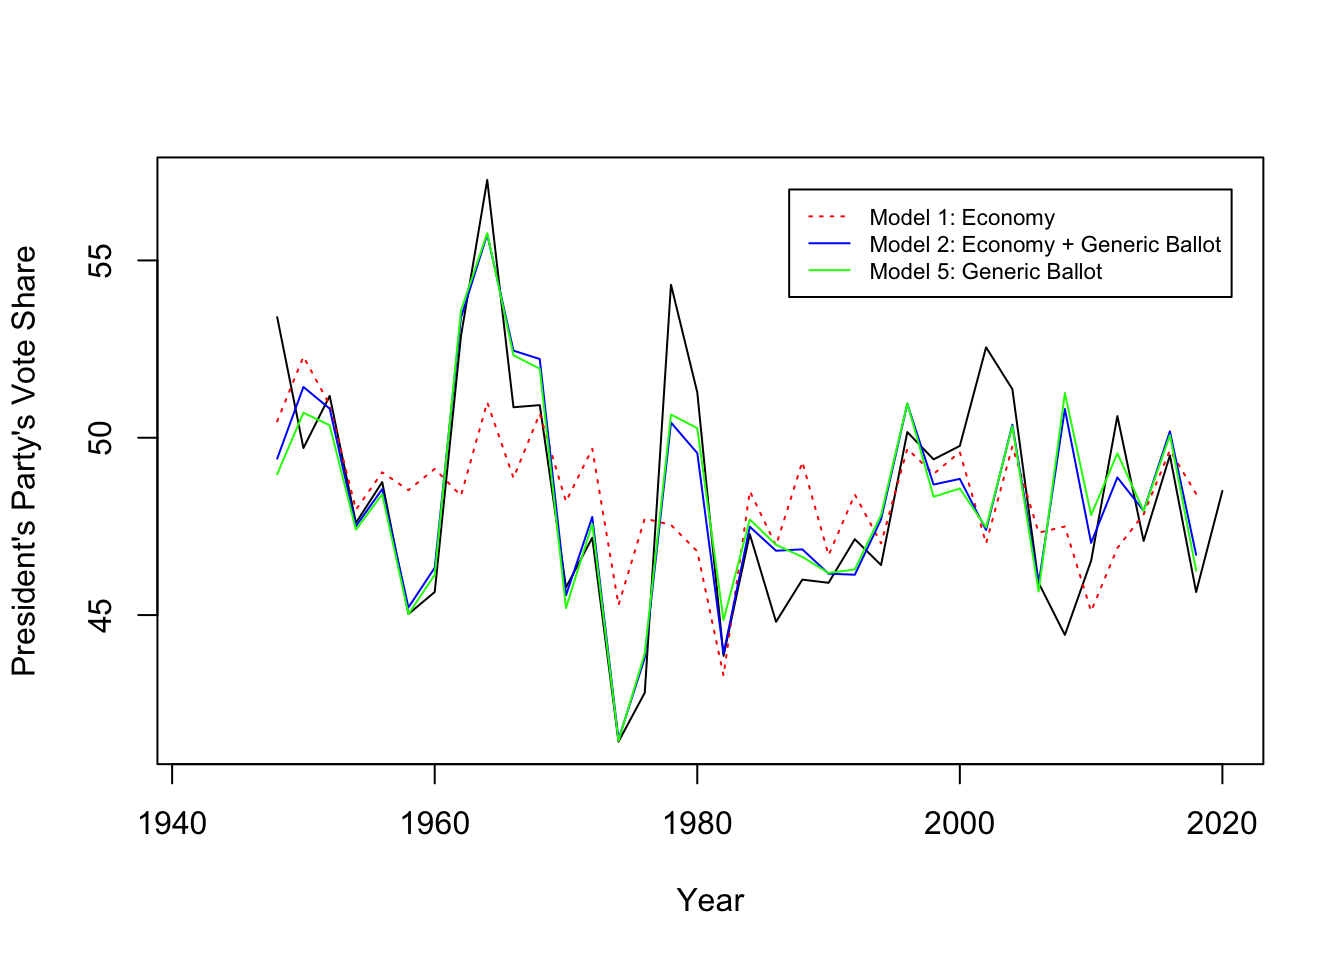 Model 1: Economy
Model 2: Economy + Generic Ballot
Model 5: Generic Ballot
President's Party's Vote Share
55
50
45
1940 1960 1980 2000 2020
Year